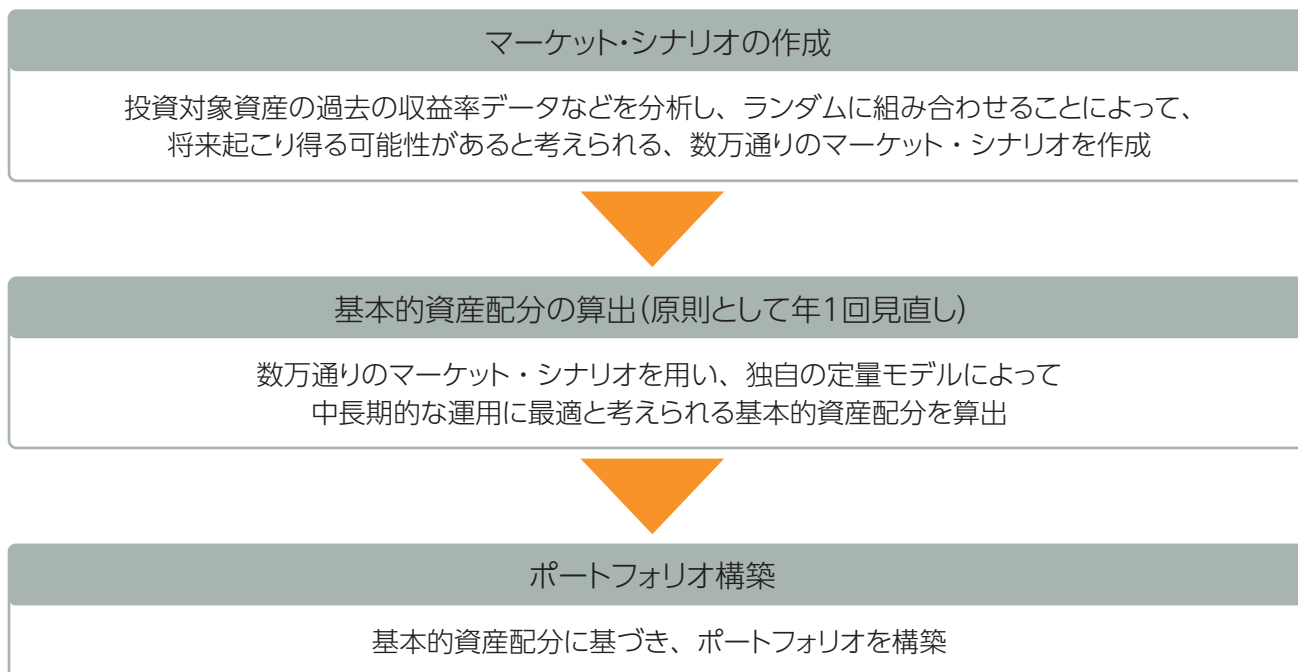 マーケット・シナリオの作成
投資対象資産の過去の収益率データなどを分析し、ランダムに組み合わせることによって、
将来起こり得る可能性があると考えられる、数万通りのマーケット・シナリオを作成
基本的資産配分の算出(原則として年1回見直し)
数万通りのマーケット・シナリオを用い、独自の定量モデルによって
中長期的な運用に最適と考えられる基本的資産配分を算出
ポートフォリオ構築
基本的資産配分に基づき、ポートフォリオを構築